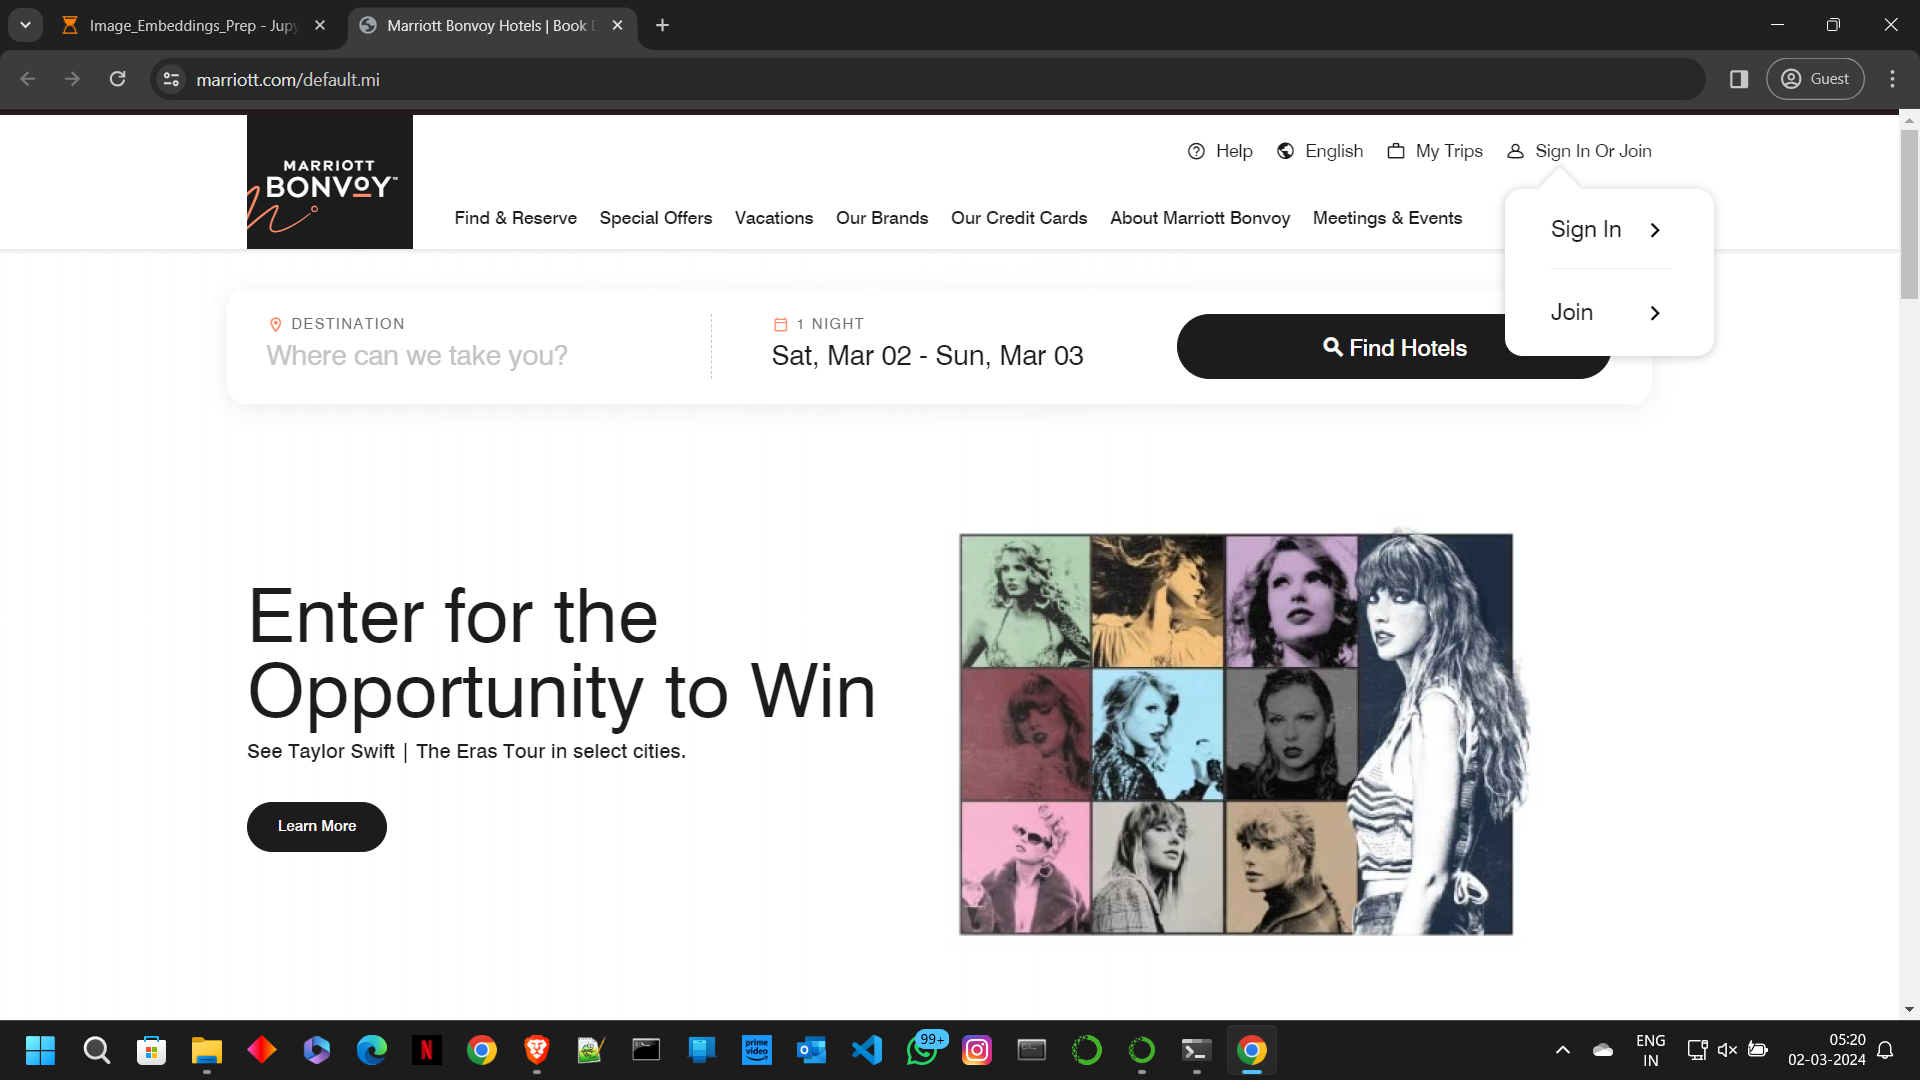 Image_Embeddings_Prep - Jupy
Marriott Bonvoy Hotels | Book
marriott.com/default.mi
Guest
MARRIOTT
BONVOY™
Help
English
My Trips
Sign In Or Join
Find & Reserve
Special Offers
Vacations
Our Brands
Our Credit Cards
About Marriott Bonvoy
Meetings & Events
Sign In
Join
DESTINATION
Where can we take you?
1 NIGHT
Sat, Mar 02 - Sun, Mar 03
Find Hotels
Enter for the
Opportunity to Win
See Taylor Swift | The Eras Tour in select cities.
Learn More
N
prime
video
99+
ENG
IN
05:20
02-03-2024